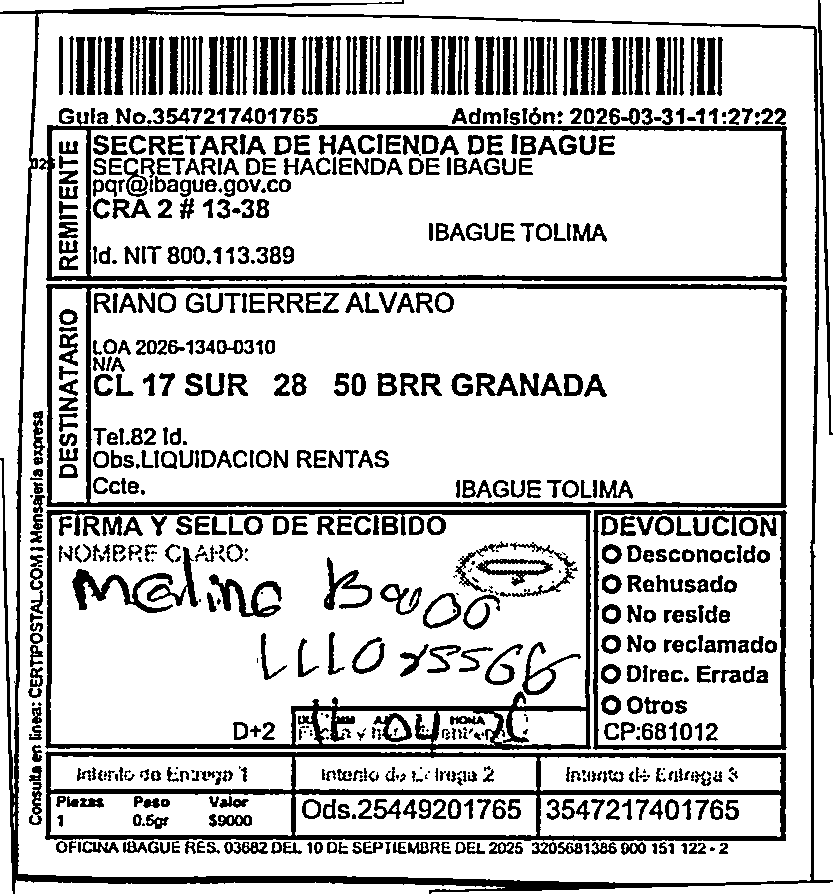 Guia No.3547217401765 Admisión: 2026-03-31-11:27:22
REMITENTE
SECRETARIA DE HACIENDA DE IBAGUE
SECRETARIA DE HACIENDA DE IBAGUE
pqr@ibague.gov.co
CRA 2 # 13-38
IBAGUE TOLIMA
Id. NIT 800.113.389
DESTINATARIO
RIANO GUTIERREZ ALVARO
LOA 2026-1340-0310
N/A
CL 17 SUR 28 50 BRR GRANADA
Tel.82 Id.
Obs.LIQUIDACION RENTAS
Ccte.
IBAGUE TOLIMA
Consulta en linea: CERTIPOSTAL.COM | Mensajería expresa
FIRMA Y SELLO DE RECIBIDO
NOMBRE CLARO:
D+2
HORA
11 04 26
DEVOLUCION
Desconocido
Rehusado
No reside
No reclamado
Direc. Errada
Otros
CP:681012
Intento de Entrega 1 Intento de Entrega 2 Intento de Entrega 3
Piezas Peso Valor
1 0.5gr $9000
Ods.25449201765 3547217401765
OFICINA IBAGUE RES. 03682 DEL 10 DE SEPTIEMBRE DEL 2025 3205681386 900 151 122 - 2